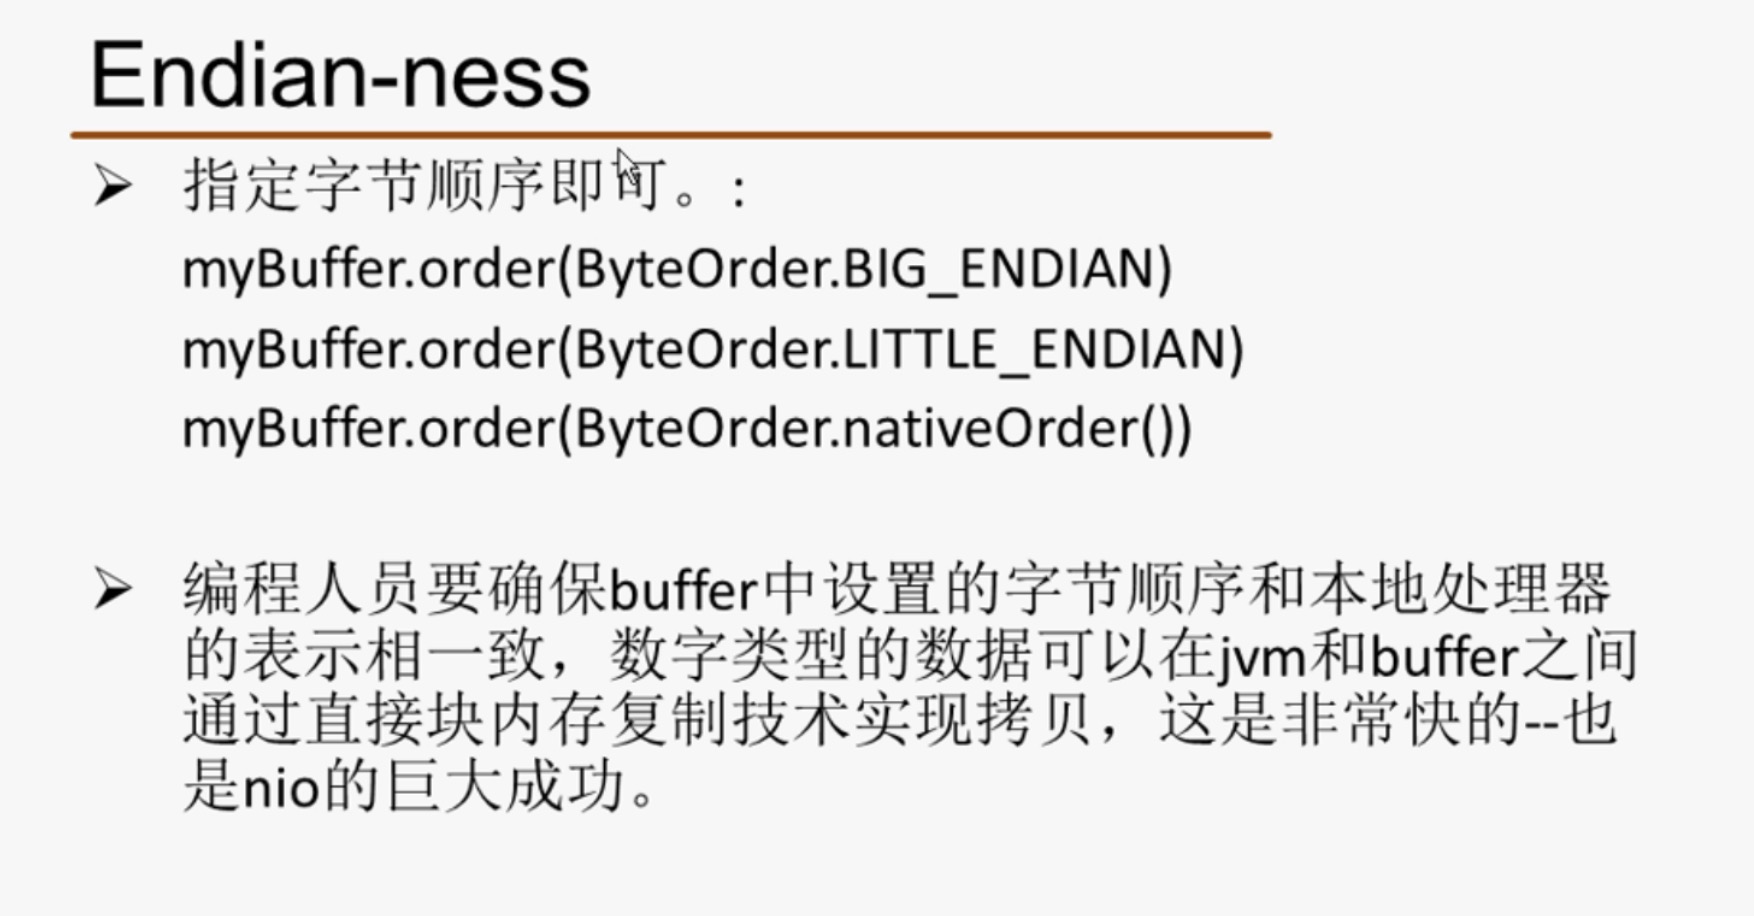 Endian-ness
指定字节顺序即可。:
myBuffer.order(ByteOrder.BIG_ENDIAN)
myBuffer.order(ByteOrder.LITTLE_ENDIAN)
myBuffer.order(ByteOrder.nativeOrder())
编程人员要确保buffer中设置的字节顺序和本地处理器
的表示相一致，数字类型的数据可以在jvm和buffer之间
通过直接块内存复制技术实现拷贝，这是非常快的--也
是nio的巨大成功。